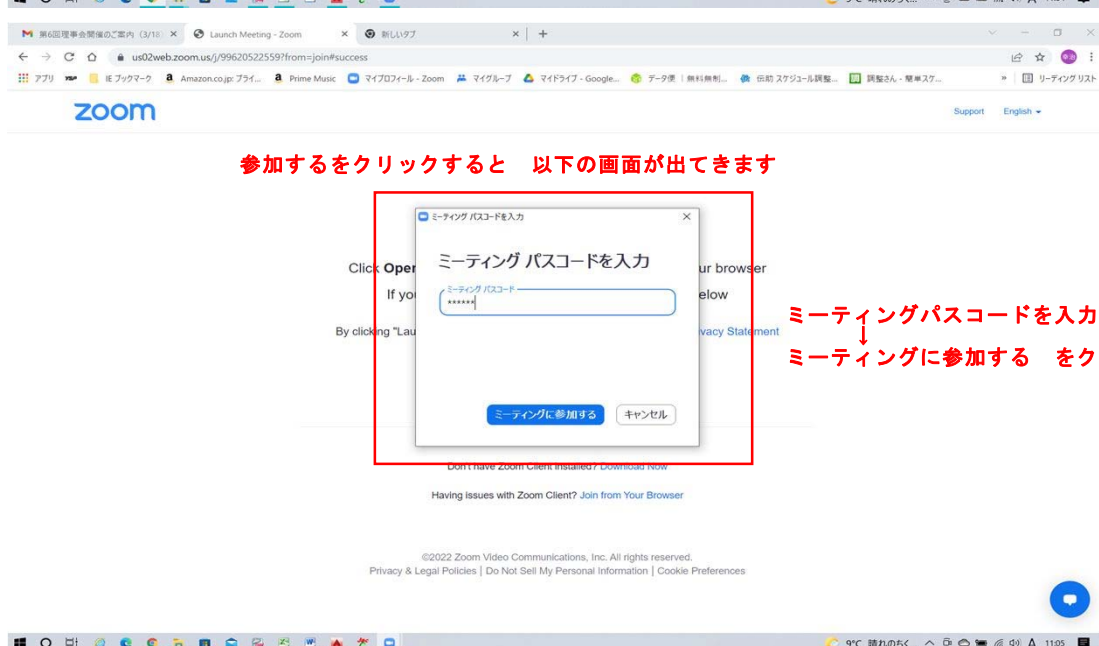 第6回理事会開催のご案内 (3/18)
Launch Meeting - Zoom
新しいタブ
us02web.zoom.us/j/99620522559?from=join#success
アプリ
IE ブックマーク
Amazon.co.jp: プライ...
Prime Music
マイプロフィール - Zoom
マイグループ
マイドライブ - Google...
データ便 | 無料無制...
伝助 スケジュール調整...
調整さん - 簡単スケ...
»
リーディング リスト
zoom
Support English
参加するをクリックすると 以下の画面が出てきます
ミーティング パスコードを入力
ミーティング パスコードを入力
Click Oper
ur browser
ミーティング パスコード
If you
elow
******
By clicking "Lau
vacy Statement
ミーティングパスコードを入力
↓
ミーティングに参加する をク
ミーティングに参加する キャンセル
Don't have Zoom Client installed? Download Now
Having issues with Zoom Client? Join from Your Browser
©2022 Zoom Video Communications, Inc. All rights reserved.
Privacy & Legal Policies | Do Not Sell My Personal Information | Cookie Preferences
9°C 晴れのちく A 11:05